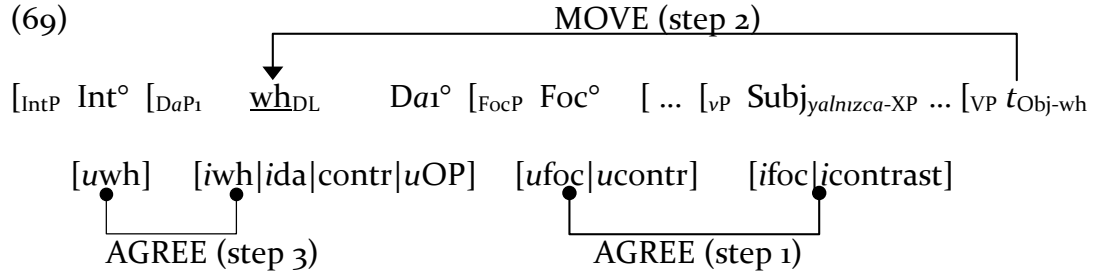 (69) MOVE (step 2)
[IntP Int° [DaP1 whDL Da1° [FocP Foc° [ ... [vP Subjyalnızca-XP ... [VP tObj-wh
[uwh] [iwh|ida|contr|uOP] [ufoc|ucontr] [ifoc|icontrast]
AGREE (step 3) AGREE (step 1)